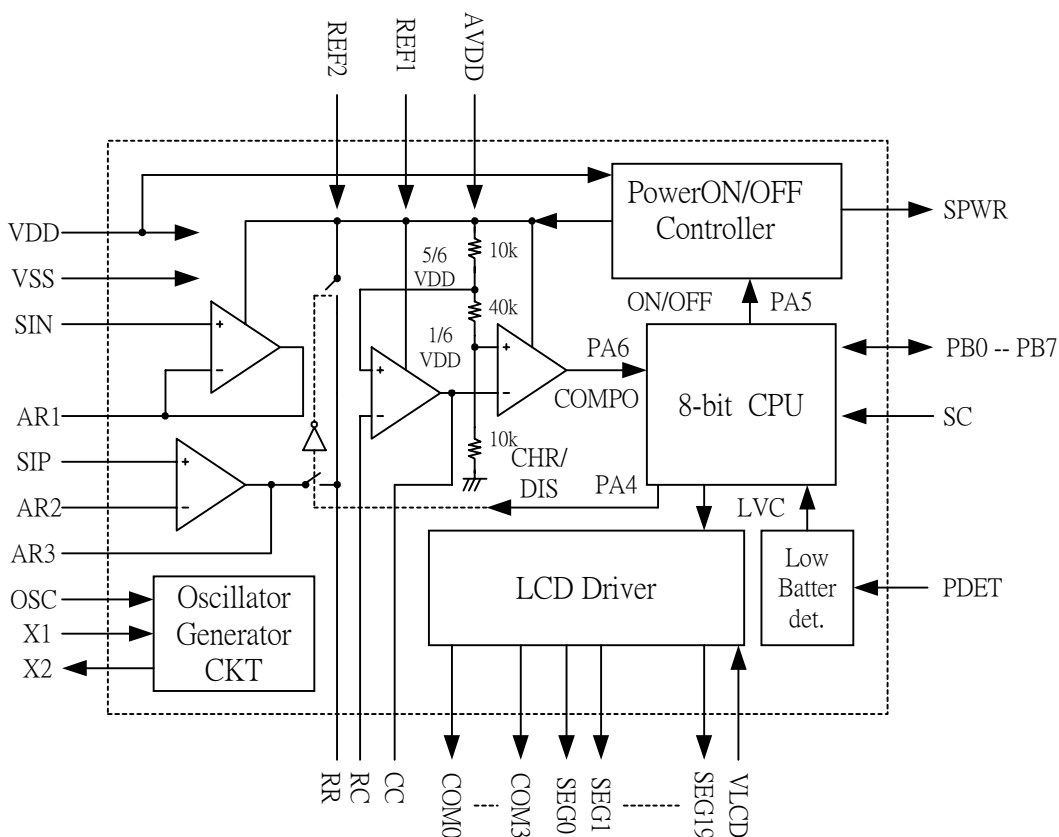 REF2
REF1
AVDD
PowerON/OFF
Controller
VDD
SPWR
VSS
5/6
VDD
10k
SIN
+
-
40k
ON/OFF
PA5
1/6
VDD
+
-
PA6
COMPO
8-bit CPU
PB0 -- PB7
SC
AR1
+
-
10k
SIP
+
-
CHR/
DIS
PA4
LVC
AR2
AR3
LCD Driver
Low
Batter
det.
PDET
OSC
X1
X2
Oscillator
Generator
CKT
RR
RC
CC
COM0
COM3
SEG0
SEG1
SEG19
VLCD